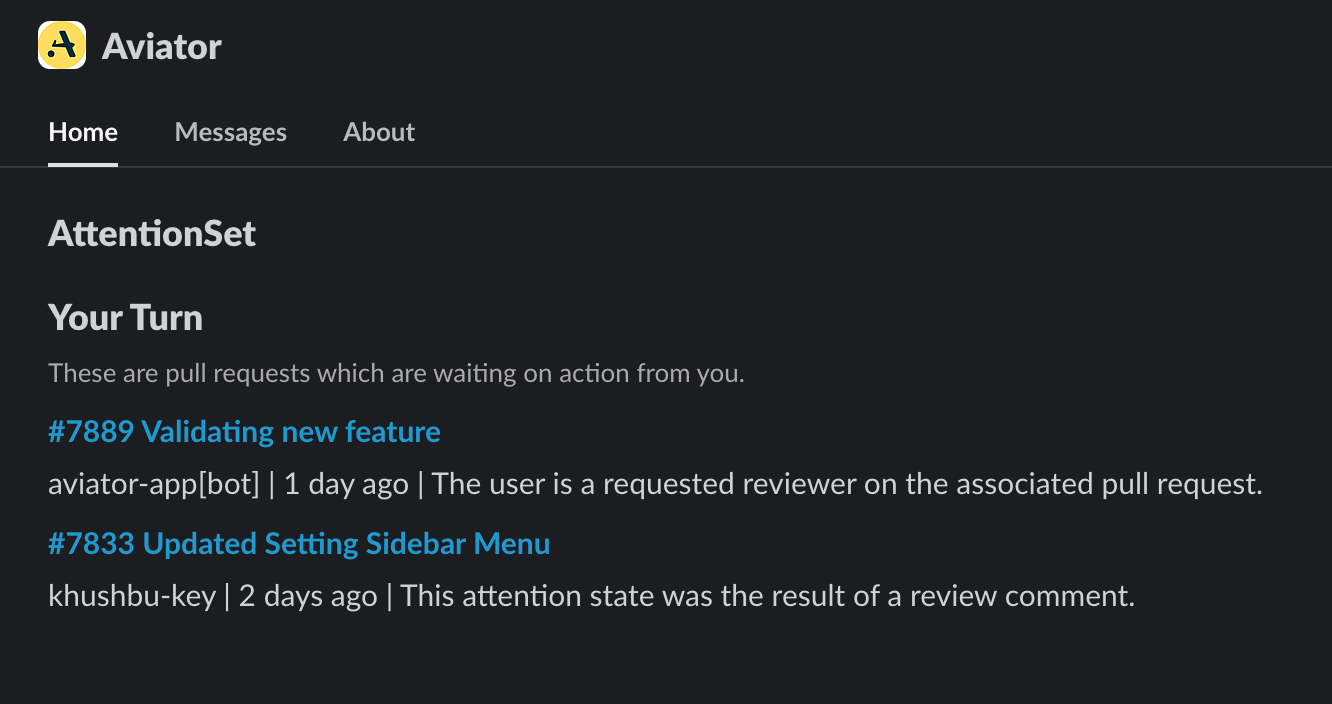 Aviator
Home Messages About
AttentionSet
Your Turn
These are pull requests which are waiting on action from you.
#7889 Validating new feature
aviator-app[bot] | 1 day ago | The user is a requested reviewer on the associated pull request.
#7833 Updated Setting Sidebar Menu
khushbu-key | 2 days ago | This attention state was the result of a review comment.